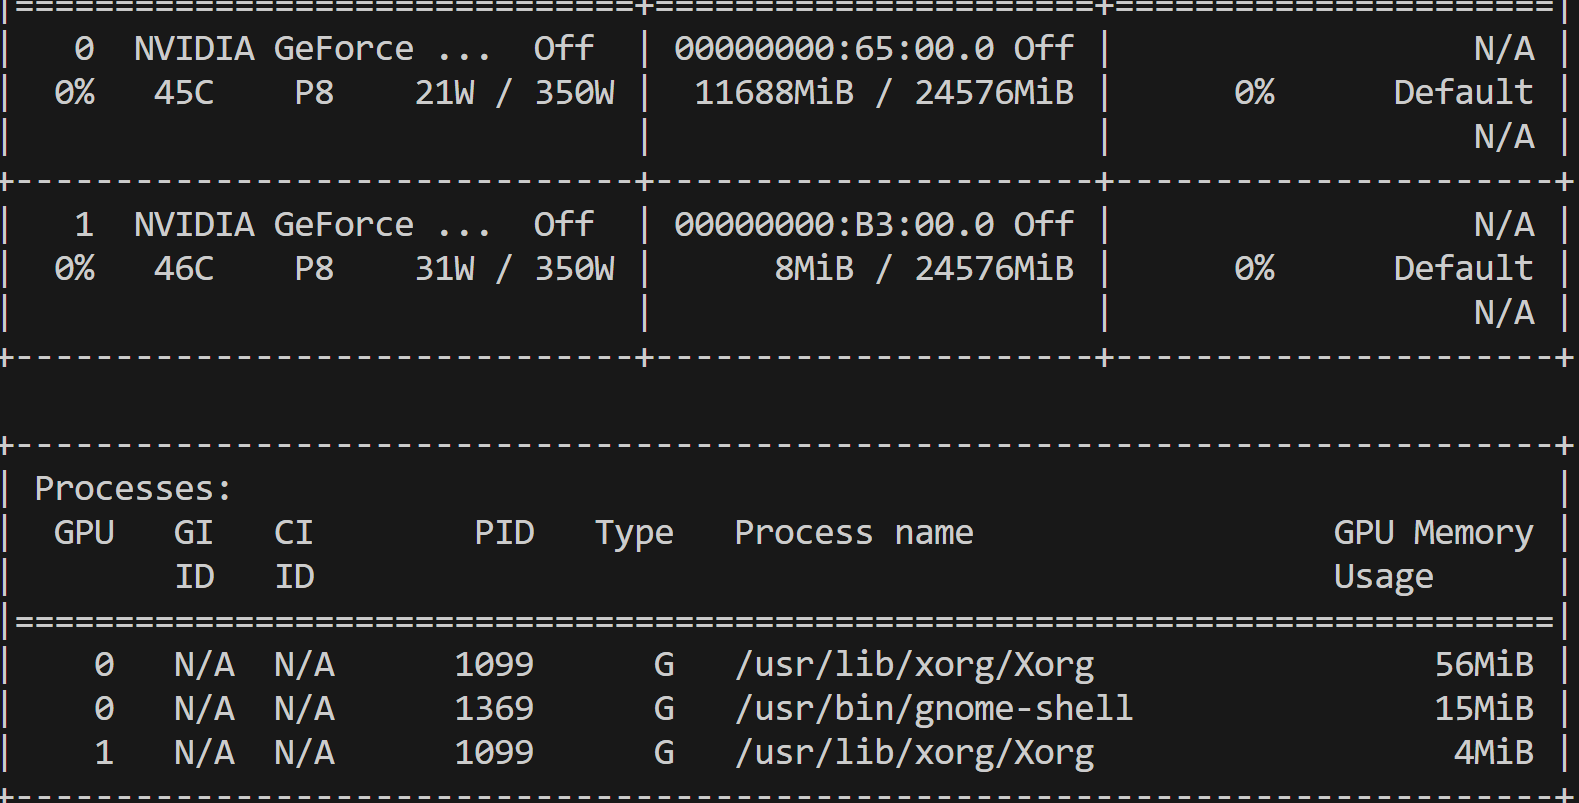 |===============================+======================+======================|
|   0  NVIDIA GeForce ...  Off  | 00000000:65:00.0 Off |                  N/A |
|  0%   45C    P8    21W / 350W |  11688MiB / 24576MiB |      0%      Default |
|                               |                      |                  N/A |
+-------------------------------+----------------------+----------------------+
|   1  NVIDIA GeForce ...  Off  | 00000000:B3:00.0 Off |                  N/A |
|  0%   46C    P8    31W / 350W |      8MiB / 24576MiB |      0%      Default |
|                               |                      |                  N/A |
+-------------------------------+----------------------+----------------------+

+-----------------------------------------------------------------------------+
| Processes:                                                                  |
|  GPU   GI   CI        PID   Type   Process name                  GPU Memory |
|        ID   ID                                                   Usage      |
|=============================================================================|
|    0   N/A  N/A      1099      G   /usr/lib/xorg/Xorg                 56MiB |
|    0   N/A  N/A      1369      G   /usr/bin/gnome-shell               15MiB |
|    1   N/A  N/A      1099      G   /usr/lib/xorg/Xorg                  4MiB |
+-----------------------------------------------------------------------------+